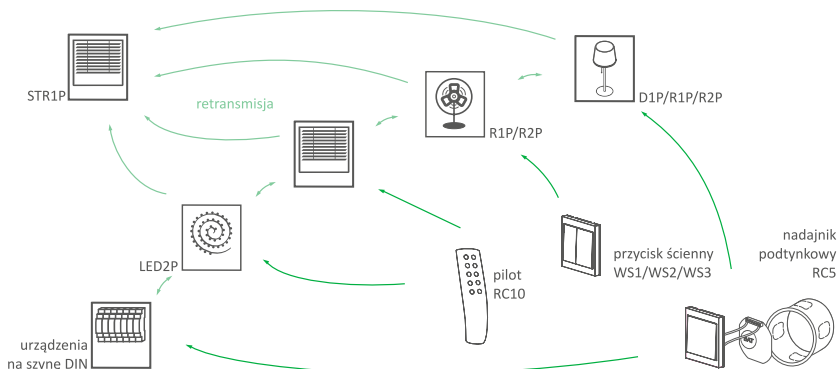 STR1P
retransmisja
D1P/R1P/R2P
R1P/R2P
LED2P
pilot
RC10
przycisk ścienny
WS1/WS2/WS3
nadajnik
podtynkowy
RC5
urządzenia
na szyne DIN